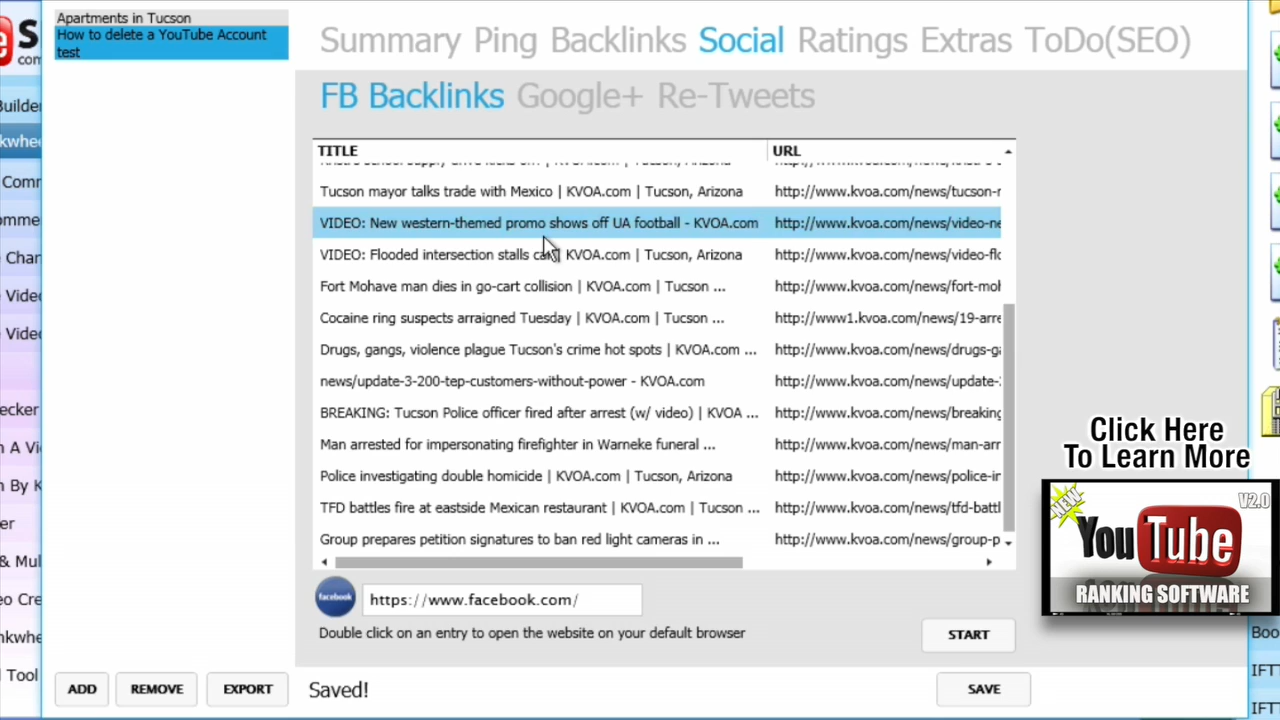 Apartments in Tucson
How to delete a YouTube Account
test
Summary Ping Backlinks Social Ratings Extras ToDo(SEO)
FB Backlinks Google+ Re-Tweets
TITLE URL
Tucson mayor talks trade with Mexico | KVOA.com | Tucson, Arizona http://www.kvoa.com/news/tucson-r
VIDEO: New western-themed promo shows off UA football - KVOA.com http://www.kvoa.com/news/video-ne
VIDEO: Flooded intersection stalls car | KVOA.com | Tucson, Arizona http://www.kvoa.com/news/video-flo
Fort Mohave man dies in go-cart collision | KVOA.com | Tucson ... http://www.kvoa.com/news/fort-moh
Cocaine ring suspects arraigned Tuesday | KVOA.com | Tucson ... http://www1.kvoa.com/news/19-arre
Drugs, gangs, violence plague Tucson's crime hot spots | KVOA.com ... http://www.kvoa.com/news/drugs-ga
news/update-3-200-tep-customers-without-power - KVOA.com http://www.kvoa.com/news/update-
BREAKING: Tucson Police officer fired after arrest (w/ video) | KVOA ... http://www.kvoa.com/news/breaking
Man arrested for impersonating firefighter in Warneke funeral ... http://www.kvoa.com/news/man-arr
Police investigating double homicide | KVOA.com | Tucson, Arizona http://www.kvoa.com/news/police-in
TFD battles fire at eastside Mexican restaurant | KVOA.com | Tucson ... http://www.kvoa.com/news/tfd-battl
Group prepares petition signatures to ban red light cameras in ... http://www.kvoa.com/news/group-p
facebook https://www.facebook.com/
Double click on an entry to open the website on your default browser
START
ADD REMOVE EXPORT Saved! SAVE
Click Here
To Learn More
NEW V2.0
YouTube
RANKING SOFTWARE